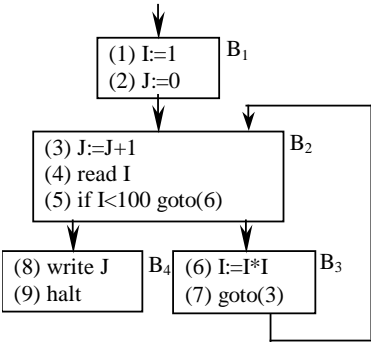 (1) I:=1
(2) J:=0
B1
(3) J:=J+1
(4) read I
(5) if I<100 goto(6)
B2
(8) write J
(9) halt
B4
(6) I:=I*I
(7) goto(3)
B3